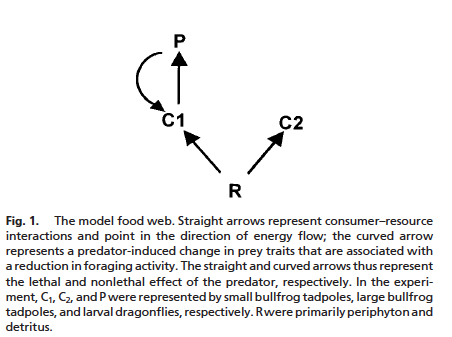 P
C1
C2
R
Fig. 1. The model food web. Straight arrows represent consumer–resource
interactions and point in the direction of energy flow; the curved arrow
represents a predator-induced change in prey traits that are associated with
a reduction in foraging activity. The straight and curved arrows thus represent
the lethal and nonlethal effect of the predator, respectively. In the experi-
ment, C₁, C₂, and P were represented by small bullfrog tadpoles, large bullfrog
tadpoles, and larval dragonflies, respectively. R were primarily periphyton and
detritus.